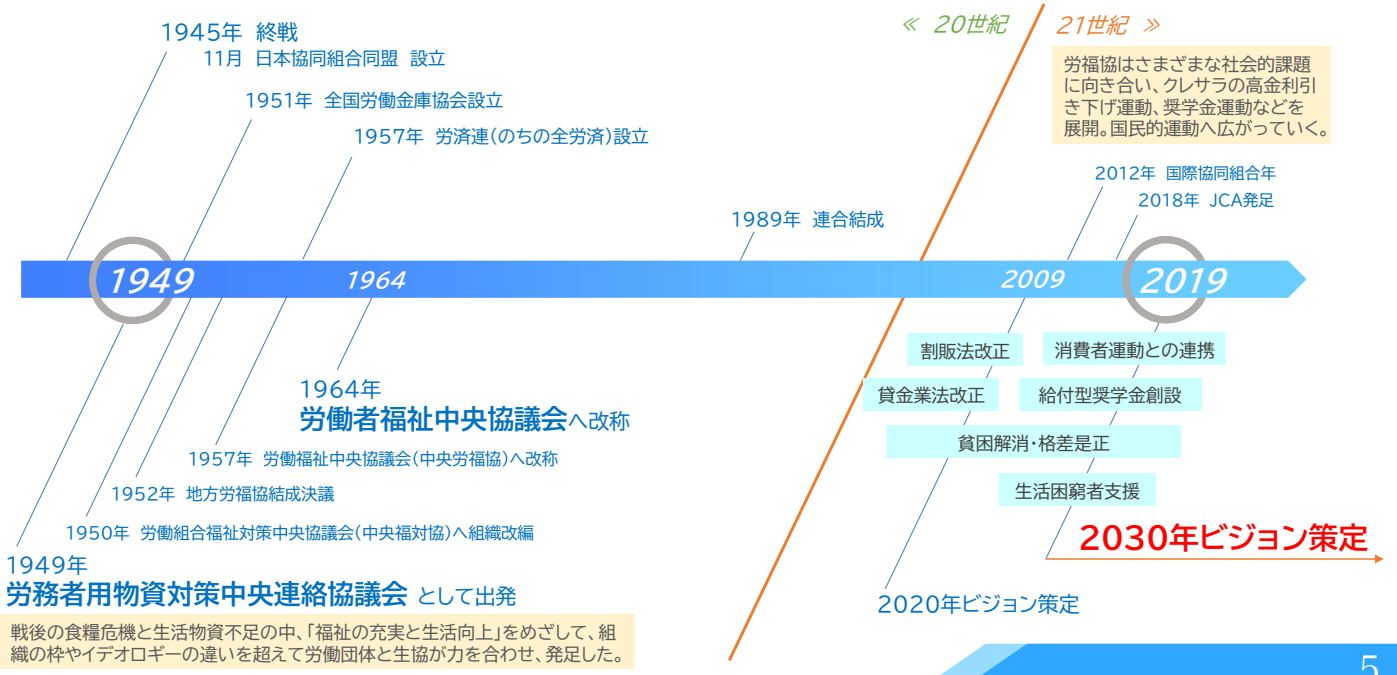 1945年 終戦
11月 日本協同組合同盟 設立
1951年 全国労働金庫協会設立
1957年 労済連(のちの全労済)設立
1989年 連合結成
≪ 20世紀
21世紀 ≫
労福協はさまざまな社会的課題
に向き合い、クレサラの高金利引
き下げ運動、奨学金運動などを
展開。国民的運動へ広がっていく。
2012年 国際協同組合年
2018年 JCA発足
1949
1964
2009
2019
1964年
労働者福祉中央協議会へ改称
1957年 労働福祉中央協議会(中央労福協)へ改称
1952年 地方労福協結成決議
1950年 労働組合福祉対策中央協議会(中央福対協)へ組織改編
1949年
労務者用物資対策中央連絡協議会 として出発
戦後の食糧危機と生活物資不足の中、「福祉の充実と生活向上」をめざして、組
織の枠やイデオロギーの違いを超えて労働団体と生協が力を合わせ、発足した。
割販法改正
消費者運動との連携
貸金業法改正
給付型奨学金創設
貧困解消・格差是正
生活困窮者支援
2030年ビジョン策定
2020年ビジョン策定
5